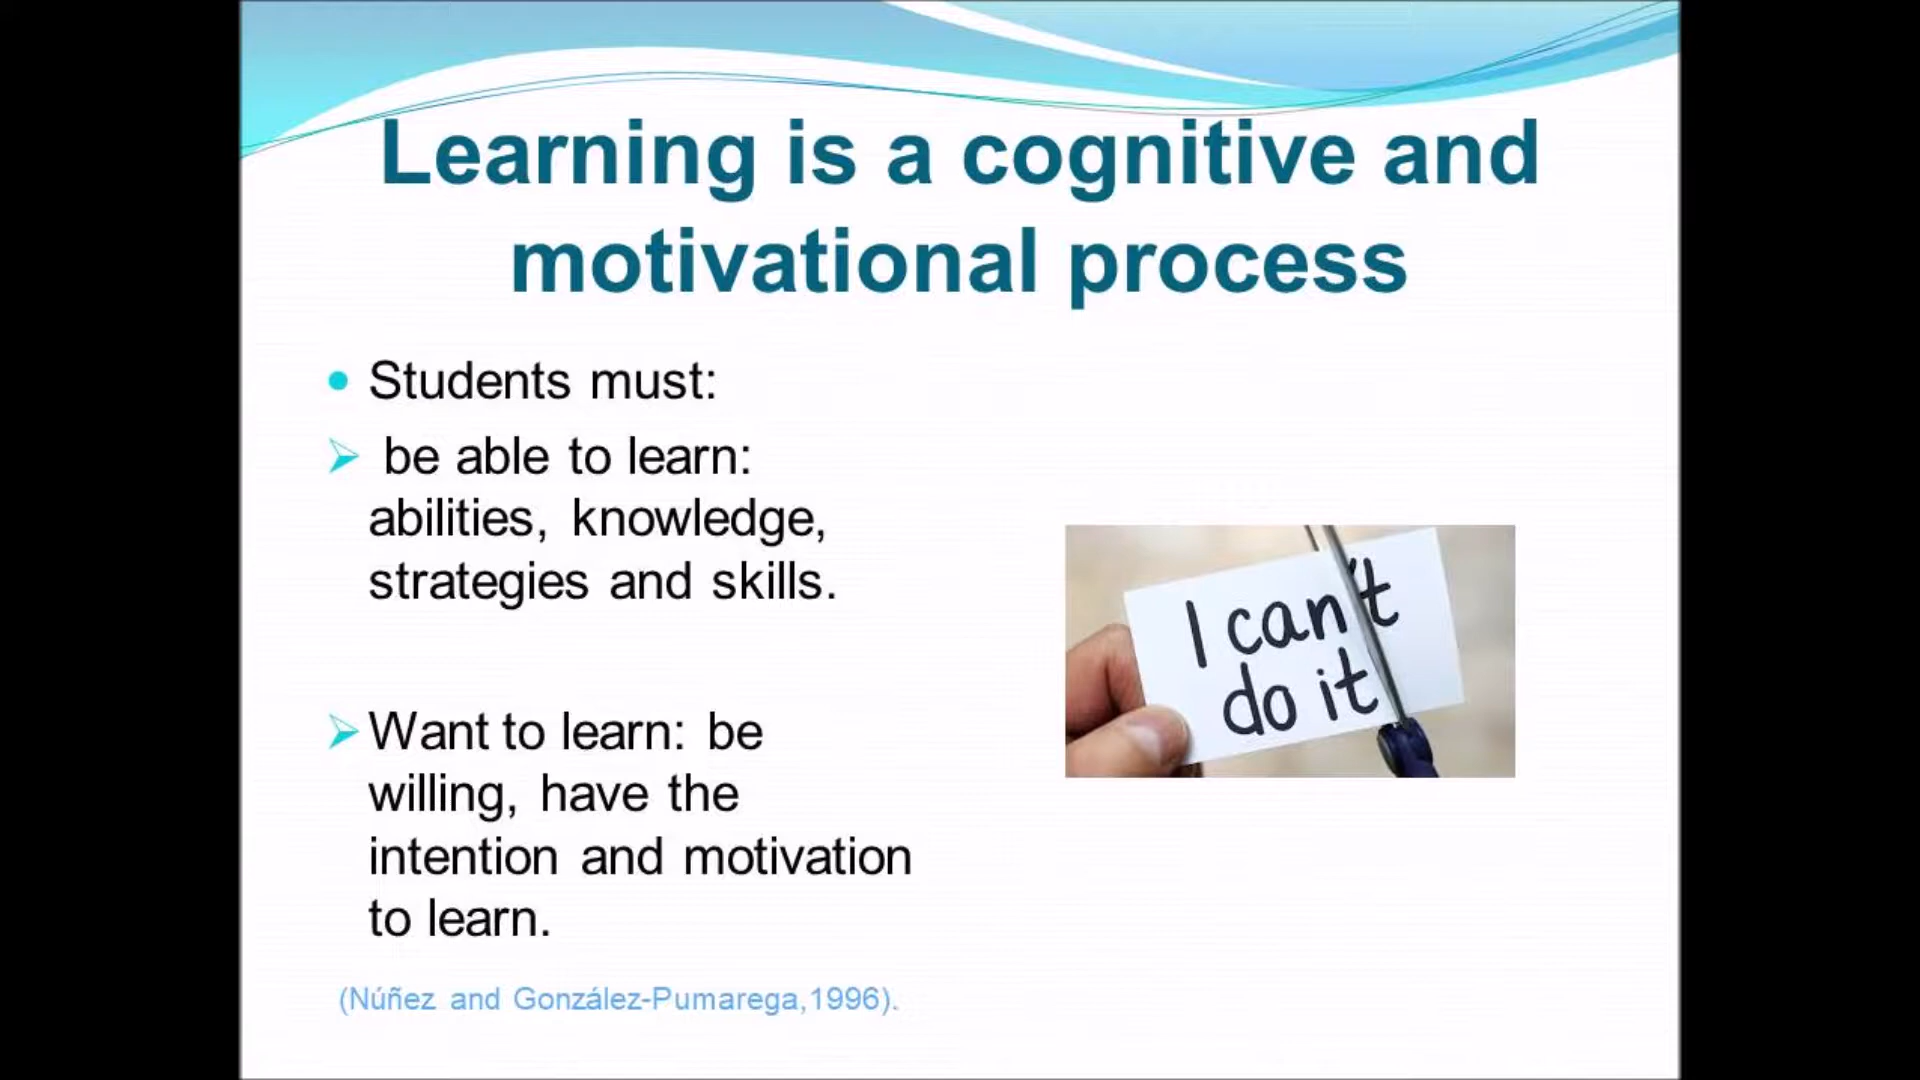 Learning is a cognitive and
motivational process
Students must:
be able to learn:
abilities, knowledge,
strategies and skills.
Want to learn: be
willing, have the
intention and motivation
to learn.
(Núñez and González-Pumarega,1996).
I can't
do it